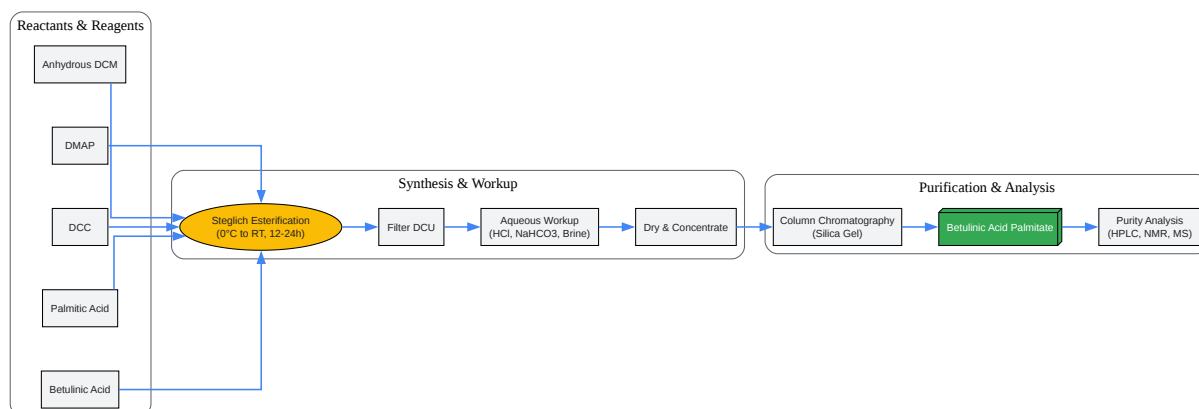 Reactants & Reagents
Anhydrous DCM
DMAP
DCC
Palmitic Acid
Betulinic Acid
Synthesis & Workup
Steglich Esterification
(0°C to RT, 12-24h)
Filter DCU
Aqueous Workup
(HCl, NaHCO3, Brine)
Dry & Concentrate
Purification & Analysis
Column Chromatography
(Silica Gel)
Betulinic Acid Palmitate
Purity Analysis
(HPLC, NMR, MS)